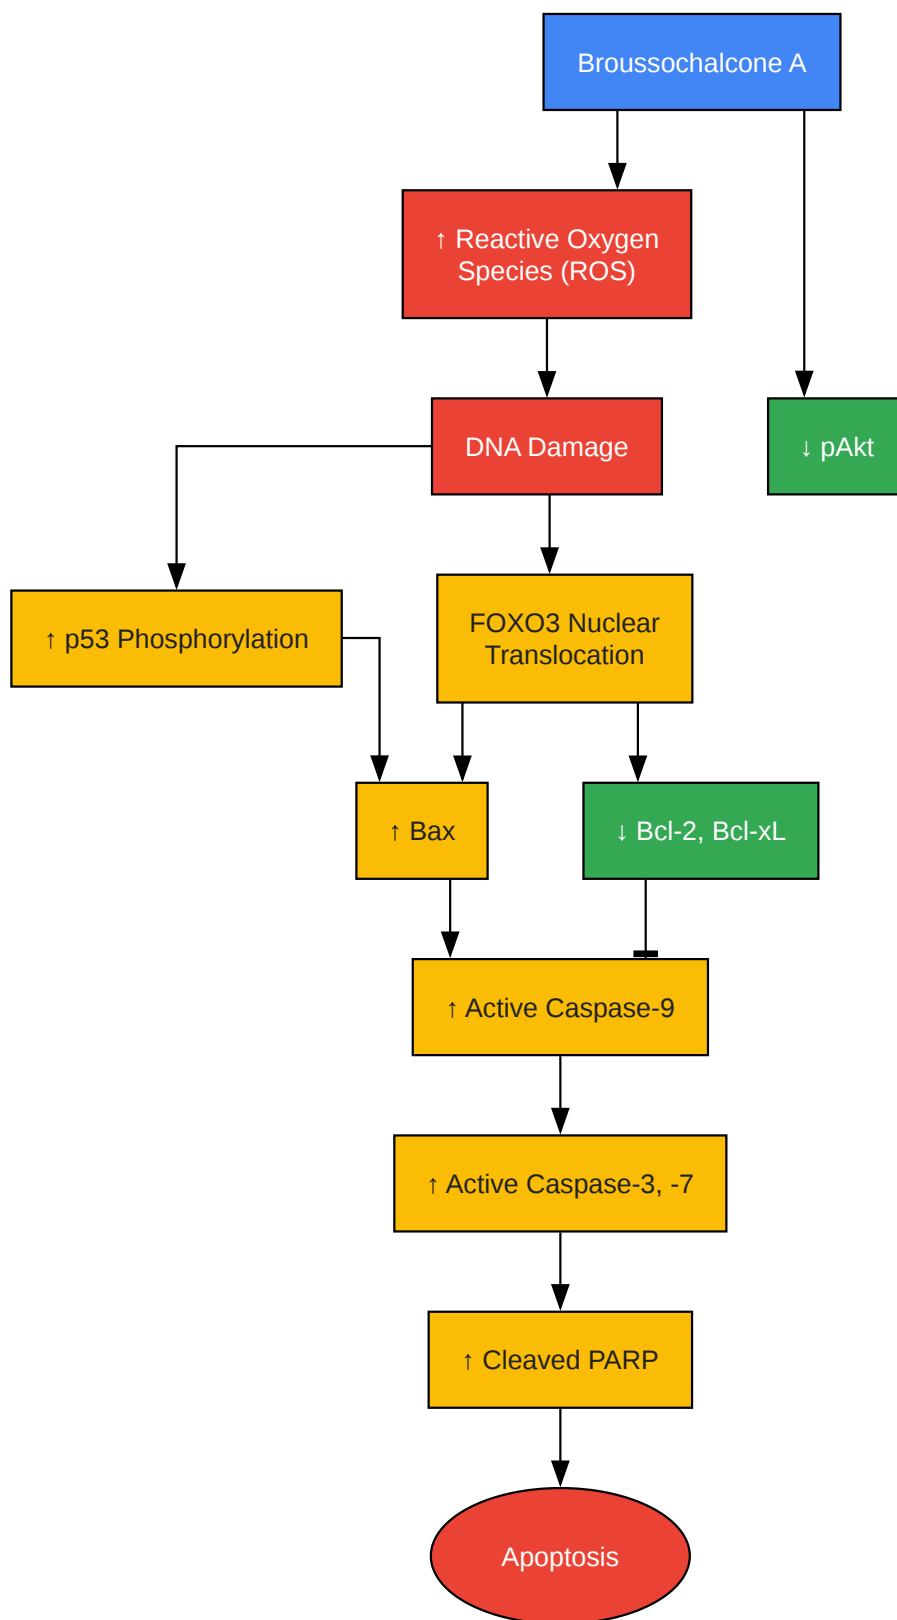 Broussochalcone A
↑ Reactive Oxygen
Species (ROS)
DNA Damage
↓ pAkt
↑ p53 Phosphorylation
FOXO3 Nuclear
Translocation
↑ Bax
↓ Bcl-2, Bcl-xL
↑ Active Caspase-9
↑ Active Caspase-3, -7
↑ Cleaved PARP
Apoptosis